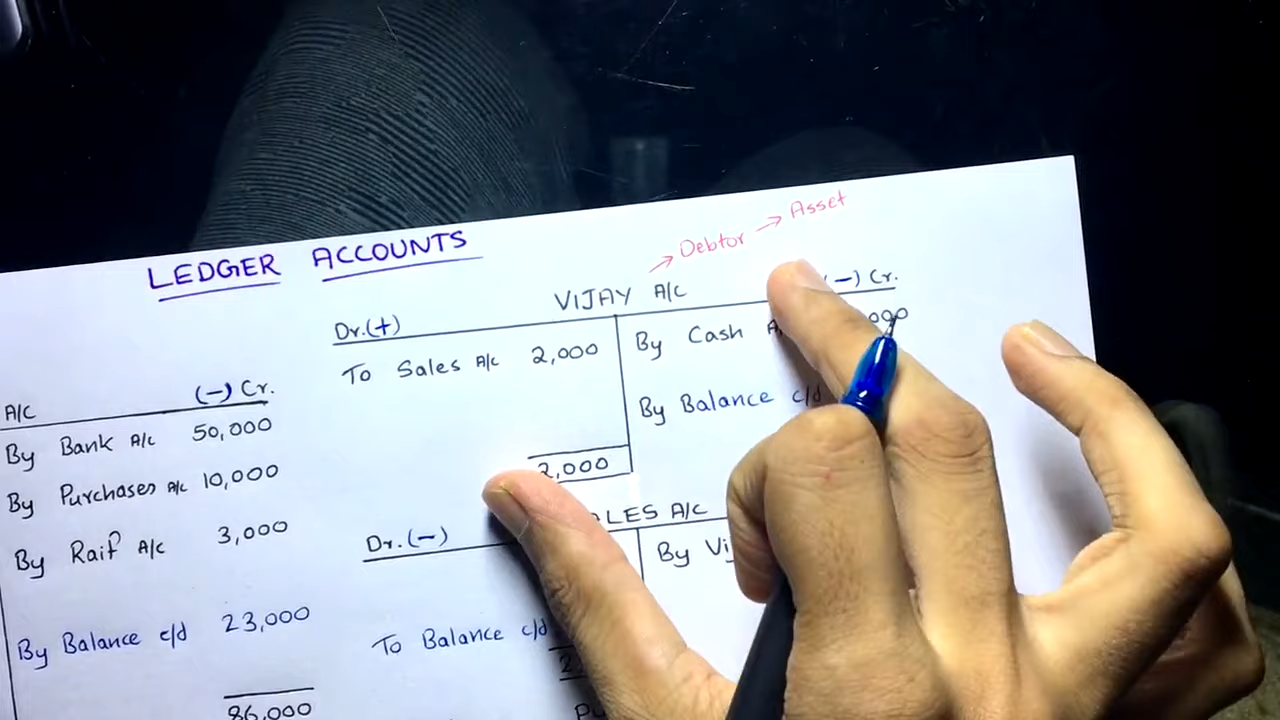 LEDGER ACCOUNTS
→ Debtor → Asset
VIJAY A/C
Dr.(+)
(-) Cr.
To Sales A/c 2,000
By Cash
By Balance c/d
2,000
A/C
(-) Cr.
By Bank A/c 50,000
By Purchases A/c 10,000
By Raif A/c 3,000
By Balance c/d 23,000
86,000
A/C
Dr.(-)
By
To Balance c/d